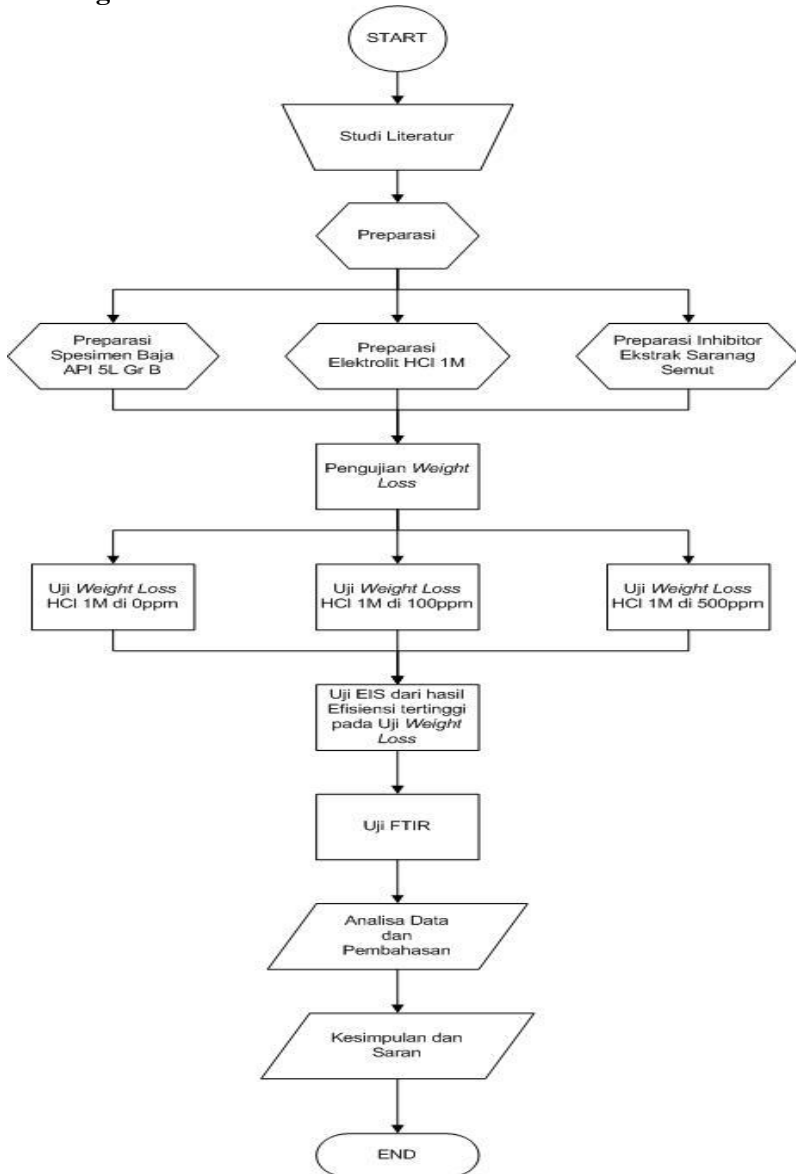 START
Studi Literatur
Preparasi
Preparasi
Spesimen Baja
API 5L Gr B
Preparasi
Elektrolit HCl 1M
Preparasi Inhibitor
Ekstrak Saranag
Semut
Pengujian Weight
Loss
Uji Weight Loss
HCl 1M di 0ppm
Uji Weight Loss
HCl 1M di 100ppm
Uji Weight Loss
HCl 1M di 500ppm
Uji EIS dari hasil
Efisiensi tertinggi
pada Uji Weight
Loss
Uji FTIR
Analisa Data
dan
Pembahasan
Kesimpulan dan
Saran
END